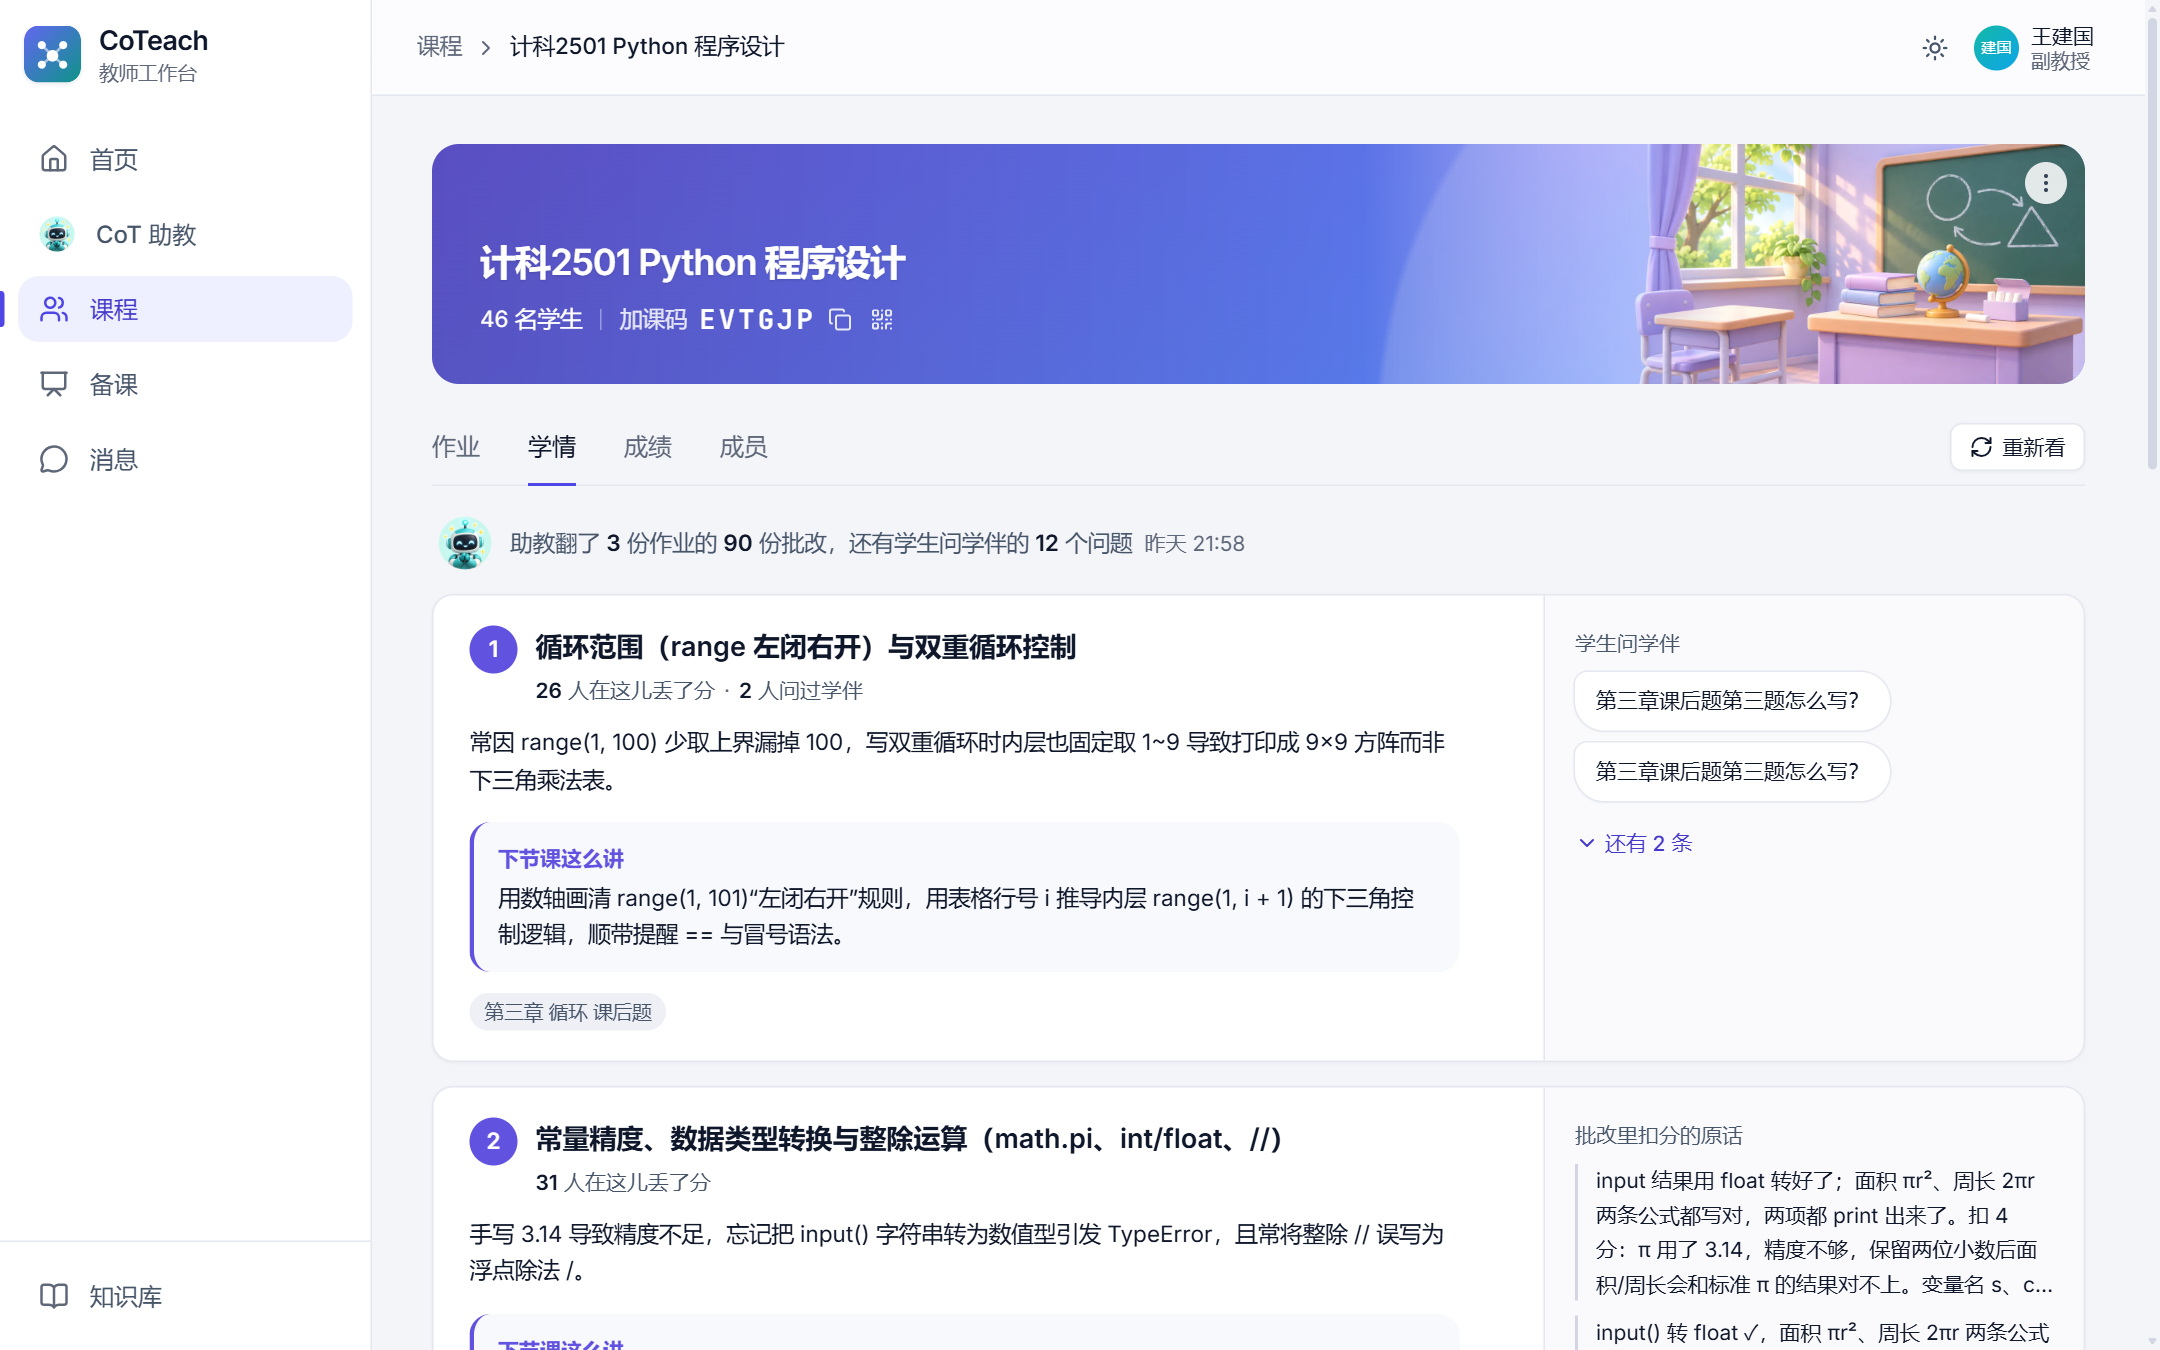 CoTeach
教师工作台
首页
CoT 助教
课程
备课
消息
知识库
课程 > 计科2501 Python 程序设计
建国
王建国
副教授
计科2501 Python 程序设计
46 名学生 | 加课码 EVTGJP
作业
学情
成绩
成员
重新看
助教翻了 3 份作业的 90 份批改，还有学生问学伴的 12 个问题 昨天 21:58
1
循环范围（range 左闭右开）与双重循环控制
26 人在这儿丢了分 · 2 人问过学伴
常因 range(1, 100) 少取上界漏掉 100，写双重循环时内层也固定取 1~9 导致打印成 9×9 方阵而非
下三角乘法表。
下节课这么讲
用数轴画清 range(1, 101)“左闭右开”规则，用表格行号 i 推导内层 range(1, i + 1) 的下三角控
制逻辑，顺带提醒 == 与冒号语法。
第三章 循环 课后题
学生问学伴
第三章课后题第三题怎么写？
第三章课后题第三题怎么写？
还有 2 条
2
常量精度、数据类型转换与整除运算（math.pi、int/float、//）
31 人在这儿丢了分
手写 3.14 导致精度不足，忘记把 input() 字符串转为数值型引发 TypeError，且常将整除 // 误写为
浮点除法 /。
下节课这么讲
批改里扣分的原话
input 结果用 float 转好了；面积 πr²、周长 2πr
两条公式都写对，两项都 print 出来了。扣 4
分：π 用了 3.14，精度不够，保留两位小数后面
积/周长会和标准 π 的结果对不上。变量名 s、c...
input() 转 float ✓，面积 πr²、周长 2πr 两条公式